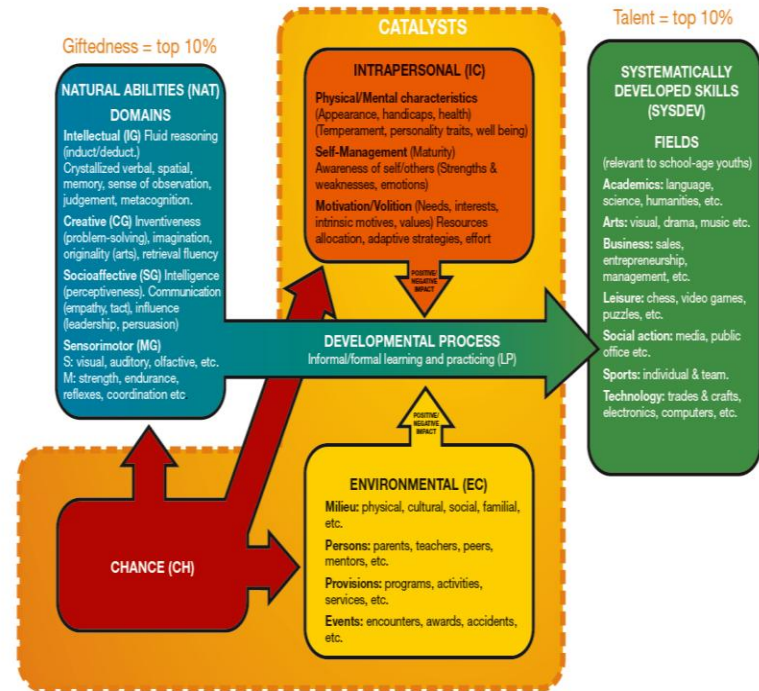 Giftedness = top 10%
NATURAL ABILITIES (NAT)
DOMAINS
Intellectual (IG) Fluid reasoning
(induct/deduct.)
Crystallized verbal, spatial,
memory, sense of observation,
judgement, metacognition.
Creative (CG) Inventiveness
(problem-solving), imagination,
originality (arts), retrieval fluency
Socioaffective (SG) Intelligence
(perceptiveness). Communication
(empathy, tact), influence
(leadership, persuasion)
Sensorimotor (MG)
S: visual, auditory, olfactive, etc.
M: strength, endurance,
reflexes, coordination etc
CATALYSTS
INTRAPERSONAL (IC)
Physical/Mental characteristics
(Appearance, handicaps, health)
(Temperament, personality traits, well being)
Self-Management (Maturity)
Awareness of self/others (Strengths &
weaknesses, emotions)
Motivation/Volition (Needs, interests,
intrinsic motives, values) Resources
allocation, adaptive strategies, effort
POSITIVE/
NEGATIVE
IMPACT
DEVELOPMENTAL PROCESS
Informal/formal learning and practicing (LP)
POSITIVE/
NEGATIVE
IMPACT
ENVIRONMENTAL (EC)
Milieu: physical, cultural, social, familial,
etc.
Persons: parents, teachers, peers,
mentors, etc.
Provisions: programs, activities,
services, etc.
Events: encounters, awards, accidents,
etc.
CHANCE (CH)
Talent = top 10%
SYSTEMATICALLY
DEVELOPED SKILLS
(SYSDEV)
FIELDS
(relevant to school-age youths)
Academics: language,
science, humanities, etc.
Arts: visual, drama, music etc.
Business: sales,
entrepreneurship,
management, etc.
Leisure: chess, video games,
puzzles, etc.
Social action: media, public
office etc.
Sports: individual & team.
Technology: trades & crafts,
electronics, computers, etc.